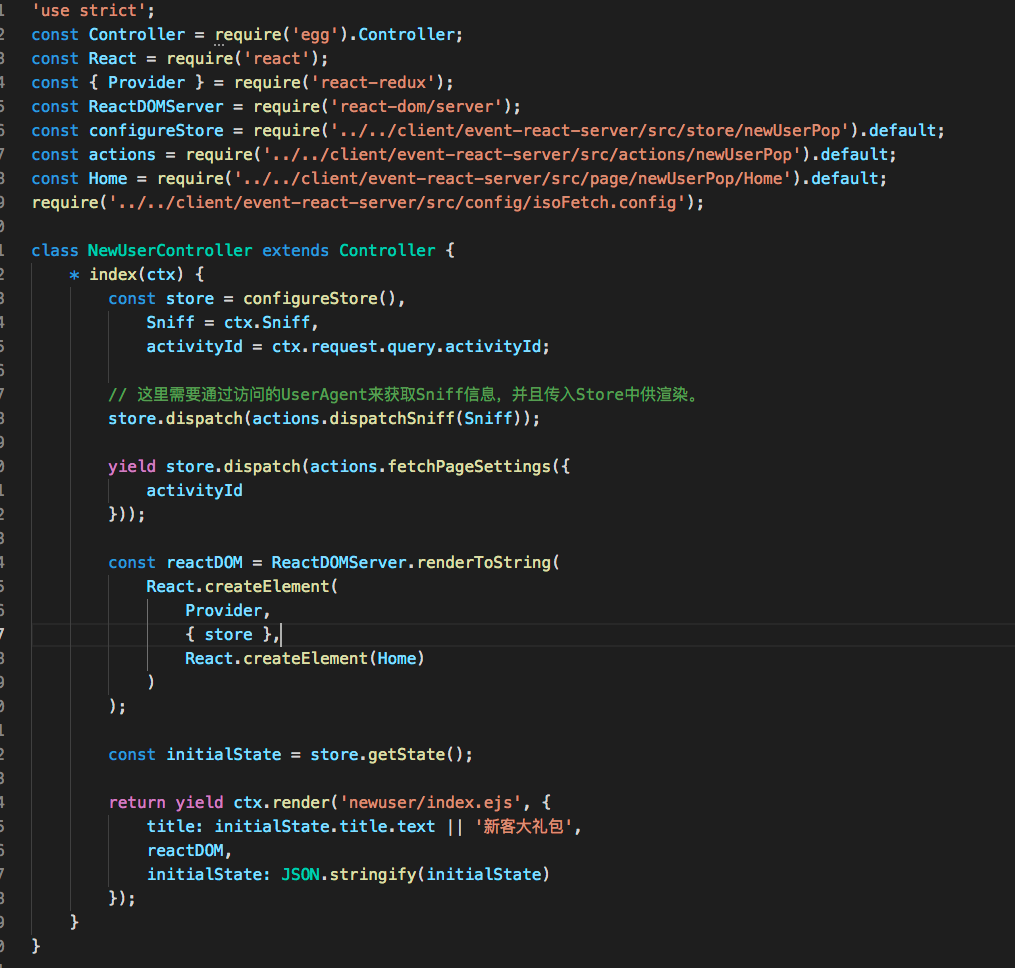 1 'use strict';
2 const Controller = require('egg').Controller;
3 const React = require('react');
4 const { Provider } = require('react-redux');
5 const ReactDOMServer = require('react-dom/server');
6 const configureStore = require('../../client/event-react-server/src/store/newUserPop').default;
7 const actions = require('../../client/event-react-server/src/actions/newUserPop').default;
8 const Home = require('../../client/event-react-server/src/page/newUserPop/Home').default;
9 require('../../client/event-react-server/src/config/isoFetch.config');
0
1 class NewUserController extends Controller {
2     * index(ctx) {
3         const store = configureStore(),
4             Sniff = ctx.Sniff,
5             activityId = ctx.request.query.activityId;
6
7         // 这里需要通过访问的UserAgent来获取Sniff信息，并且传入Store中供渲染。
8         store.dispatch(actions.dispatchSniff(Sniff));
9
0         yield store.dispatch(actions.fetchPageSettings({
1             activityId
2         }));
3
4         const reactDOM = ReactDOMServer.renderToString(
5             React.createElement(
6                 Provider,
7                 { store },
8                 React.createElement(Home)
9             )
0         );
1
2         const initialState = store.getState();
3
4         return yield ctx.render('newuser/index.ejs', {
5             title: initialState.title.text || '新客大礼包',
6             reactDOM,
7             initialState: JSON.stringify(initialState)
8         });
9     }
0 }